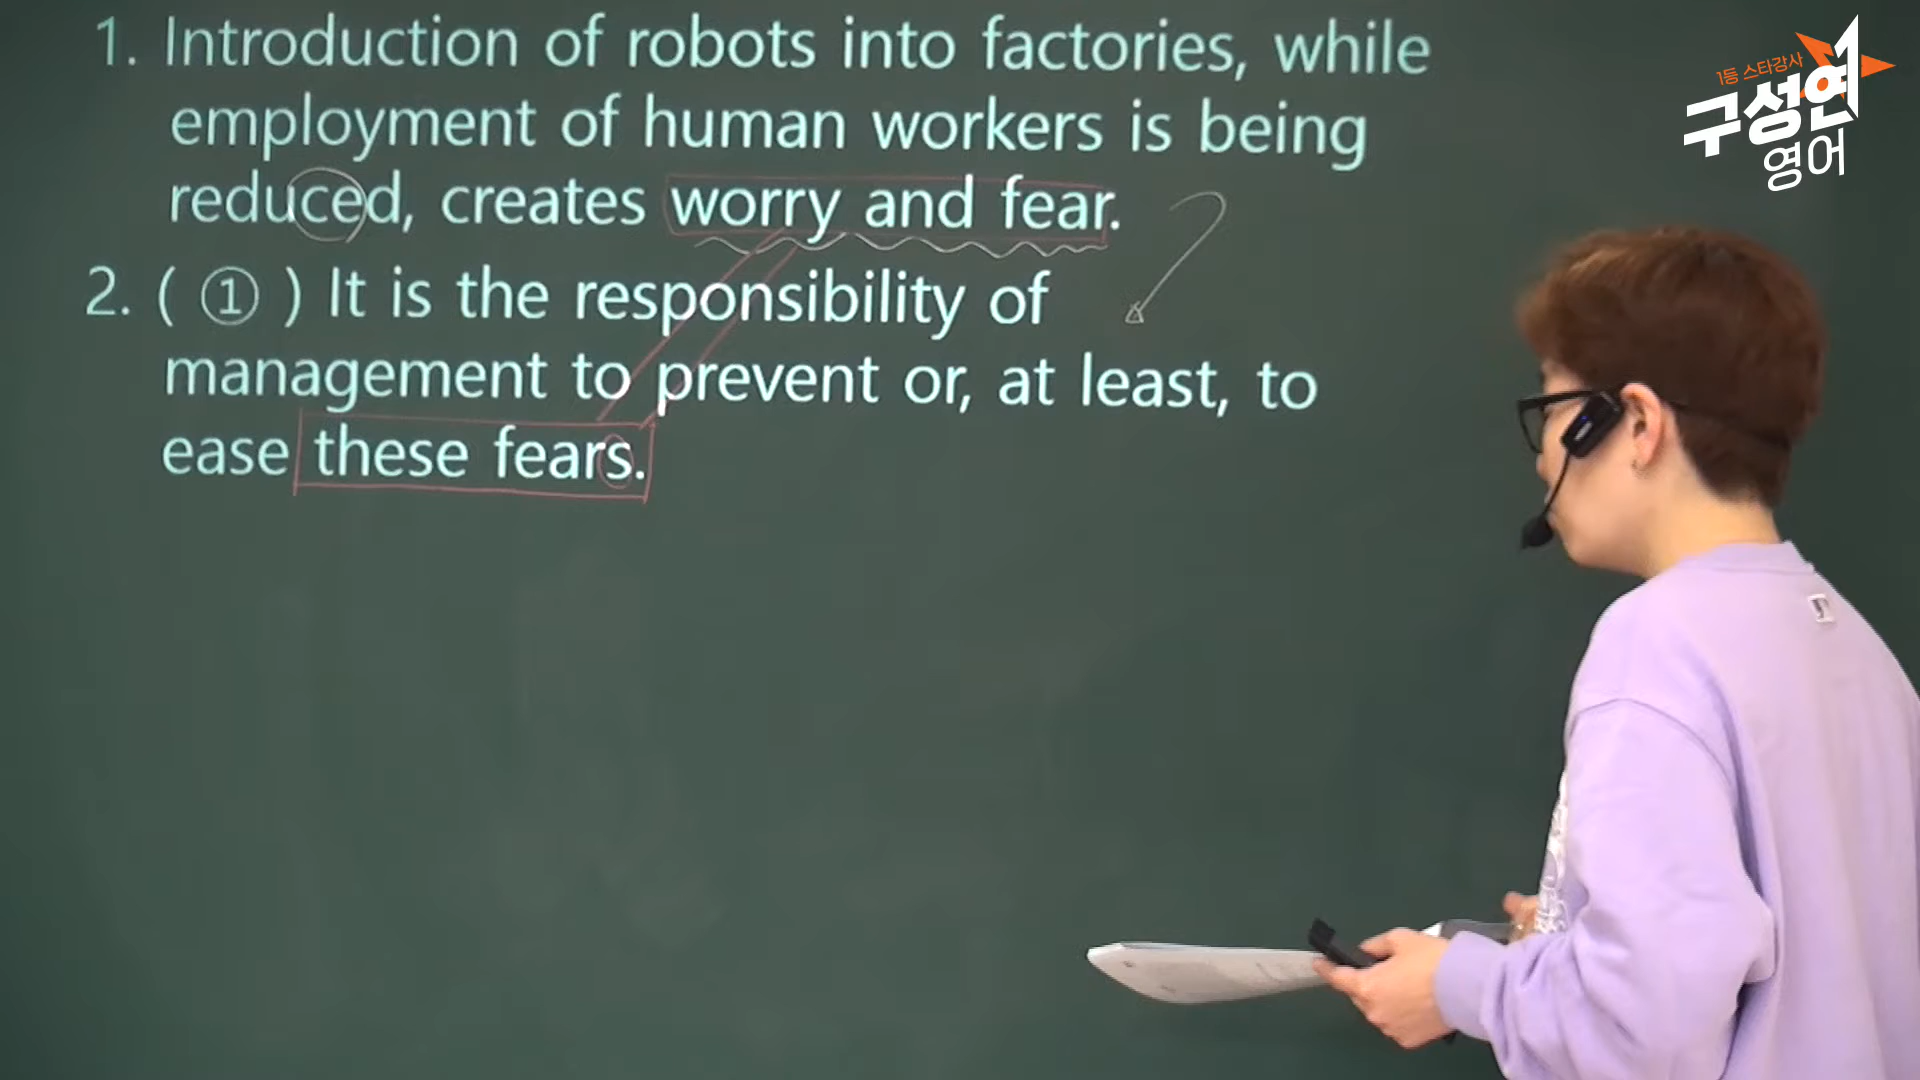 1. Introduction of robots into factories, while
employment of human workers is being
reduced, creates worry and fear.
2. ( ① ) It is the responsibility of
management to prevent or, at least, to
ease these fears.
1등 스타강사
구성연
영어